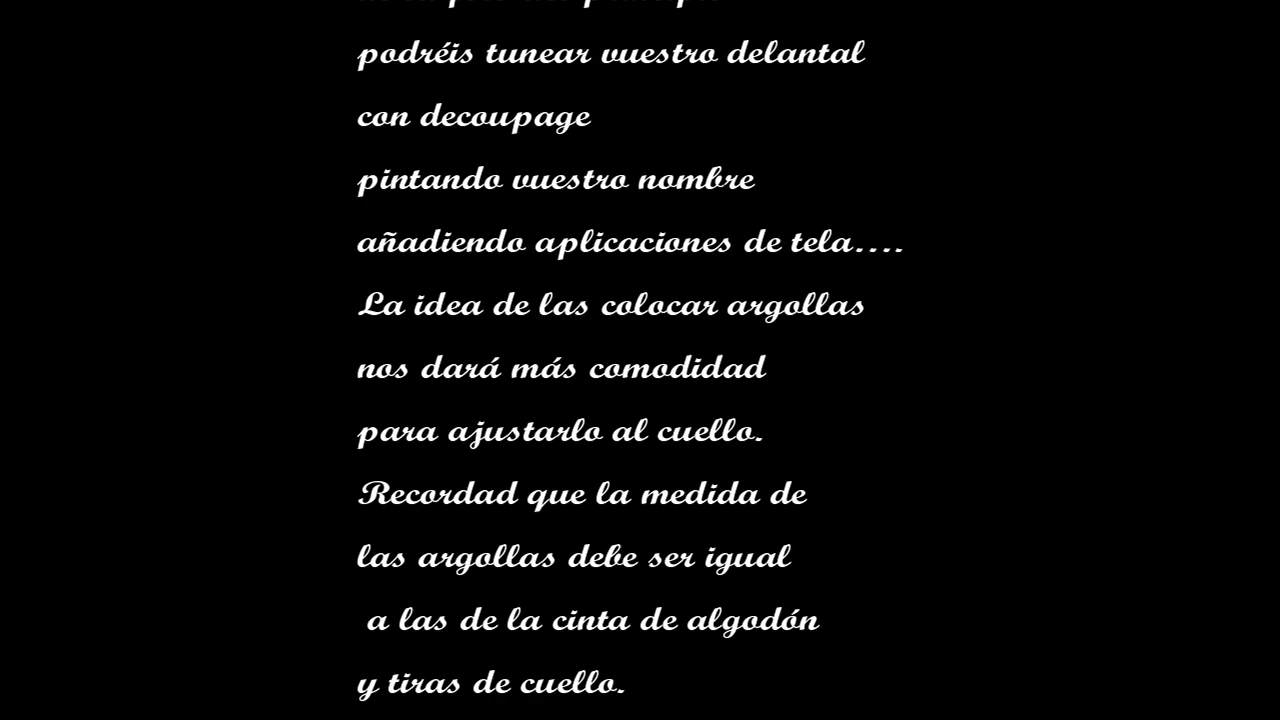 podréis tunear vuestro delantal
con decoupage
pintando vuestro nombre
añadiendo aplicaciones de tela....
La idea de las colocar argollas
nos dará más comodidad
para ajustarlo al cuello.
Recordad que la medida de
las argollas debe ser igual
a las de la cinta de algodón
y tiras de cuello.